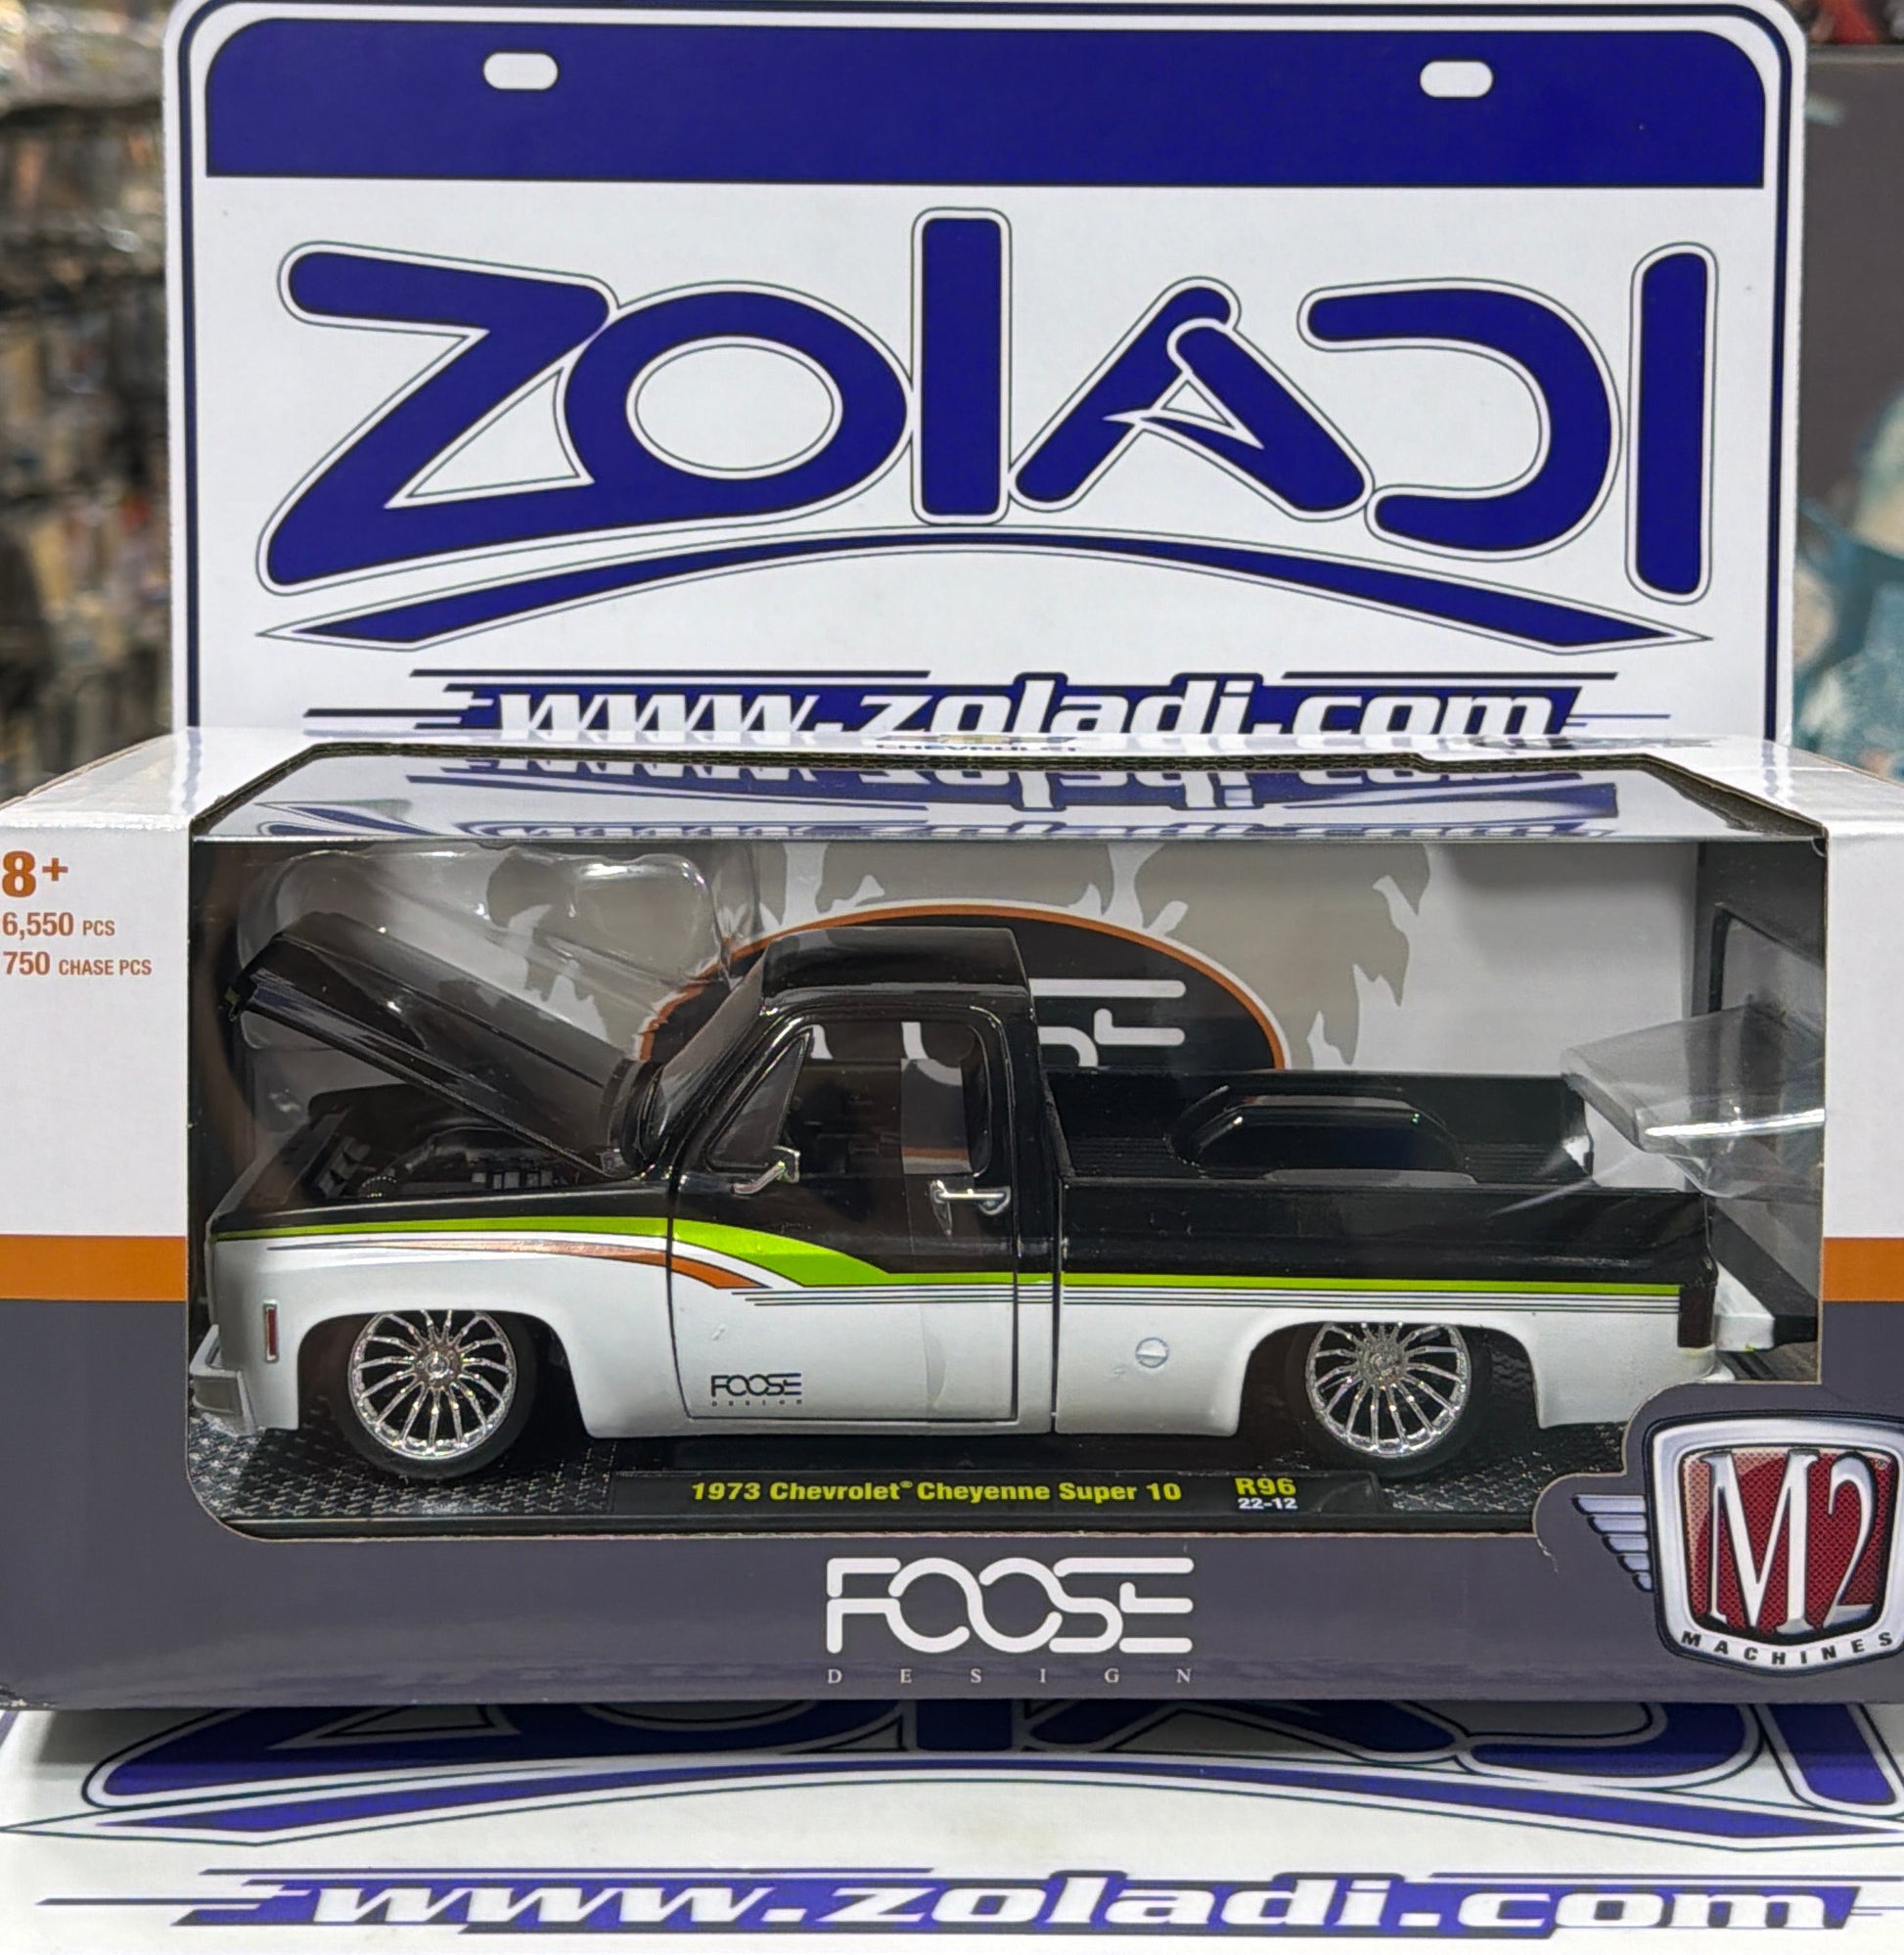 ZOLADI
www.zoladi.com
CHEVROLET
8+
6,550 PCS
750 CHASE PCS
FOOSE
DESIGN
1973 Chevrolet® Cheyenne Super 10 R96
22-12
FOOSE
DESIGN
M2
MACHINES
www.zoladi.com